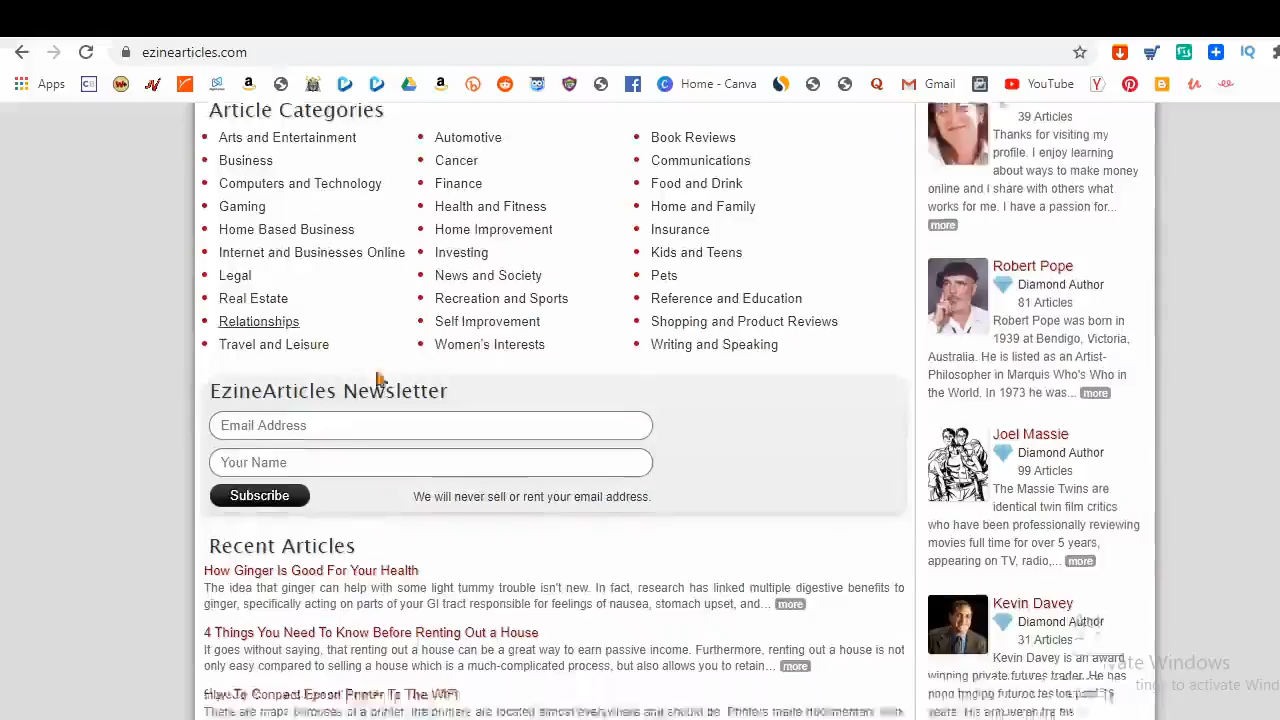 ezinearticles.com
Apps
Home - Canva
Gmail
YouTube
Article Categories
Arts and Entertainment
Automotive
Book Reviews
Business
Cancer
Communications
Computers and Technology
Finance
Food and Drink
Gaming
Health and Fitness
Home and Family
Home Based Business
Home Improvement
Insurance
Internet and Businesses Online
Investing
Kids and Teens
Legal
News and Society
Pets
Real Estate
Recreation and Sports
Reference and Education
Relationships
Self Improvement
Shopping and Product Reviews
Travel and Leisure
Women's Interests
Writing and Speaking
EzineArticles Newsletter
Email Address
Your Name
Subscribe
We will never sell or rent your email address.
Recent Articles
How Ginger Is Good For Your Health
The idea that ginger can help with some light tummy trouble isn't new. In fact, research has linked multiple digestive benefits to
ginger, specifically acting on parts of your GI tract responsible for feelings of nausea, stomach upset, and... more
4 Things You Need To Know Before Renting Out a House
It goes without saying, that renting out a house can be a great way to earn passive income. Furthermore, renting out a house is not
only easy compared to selling a house which is a much-complicated process, but also allows you to retain... more
39 Articles
Thanks for visiting my
profile. I enjoy learning
about ways to make money
online and I share with others what
works for me. I have a passion for...
more
Robert Pope
Diamond Author
81 Articles
Robert Pope was born in
1939 at Bendigo, Victoria,
Australia. He is listed as an Artist-
Philosopher in Marquis Who's Who in
the World. In 1973 he was... more
Joel Massie
Diamond Author
99 Articles
The Massie Twins are
identical twin film critics
who have been professionally reviewing
movies full time for over 5 years,
appearing on TV, radio,... more
Kevin Davey
Diamond Author
31 Articles
Kevin Davey is an award
winning private futures trader. He has
vate Windows
tings to activate Wind